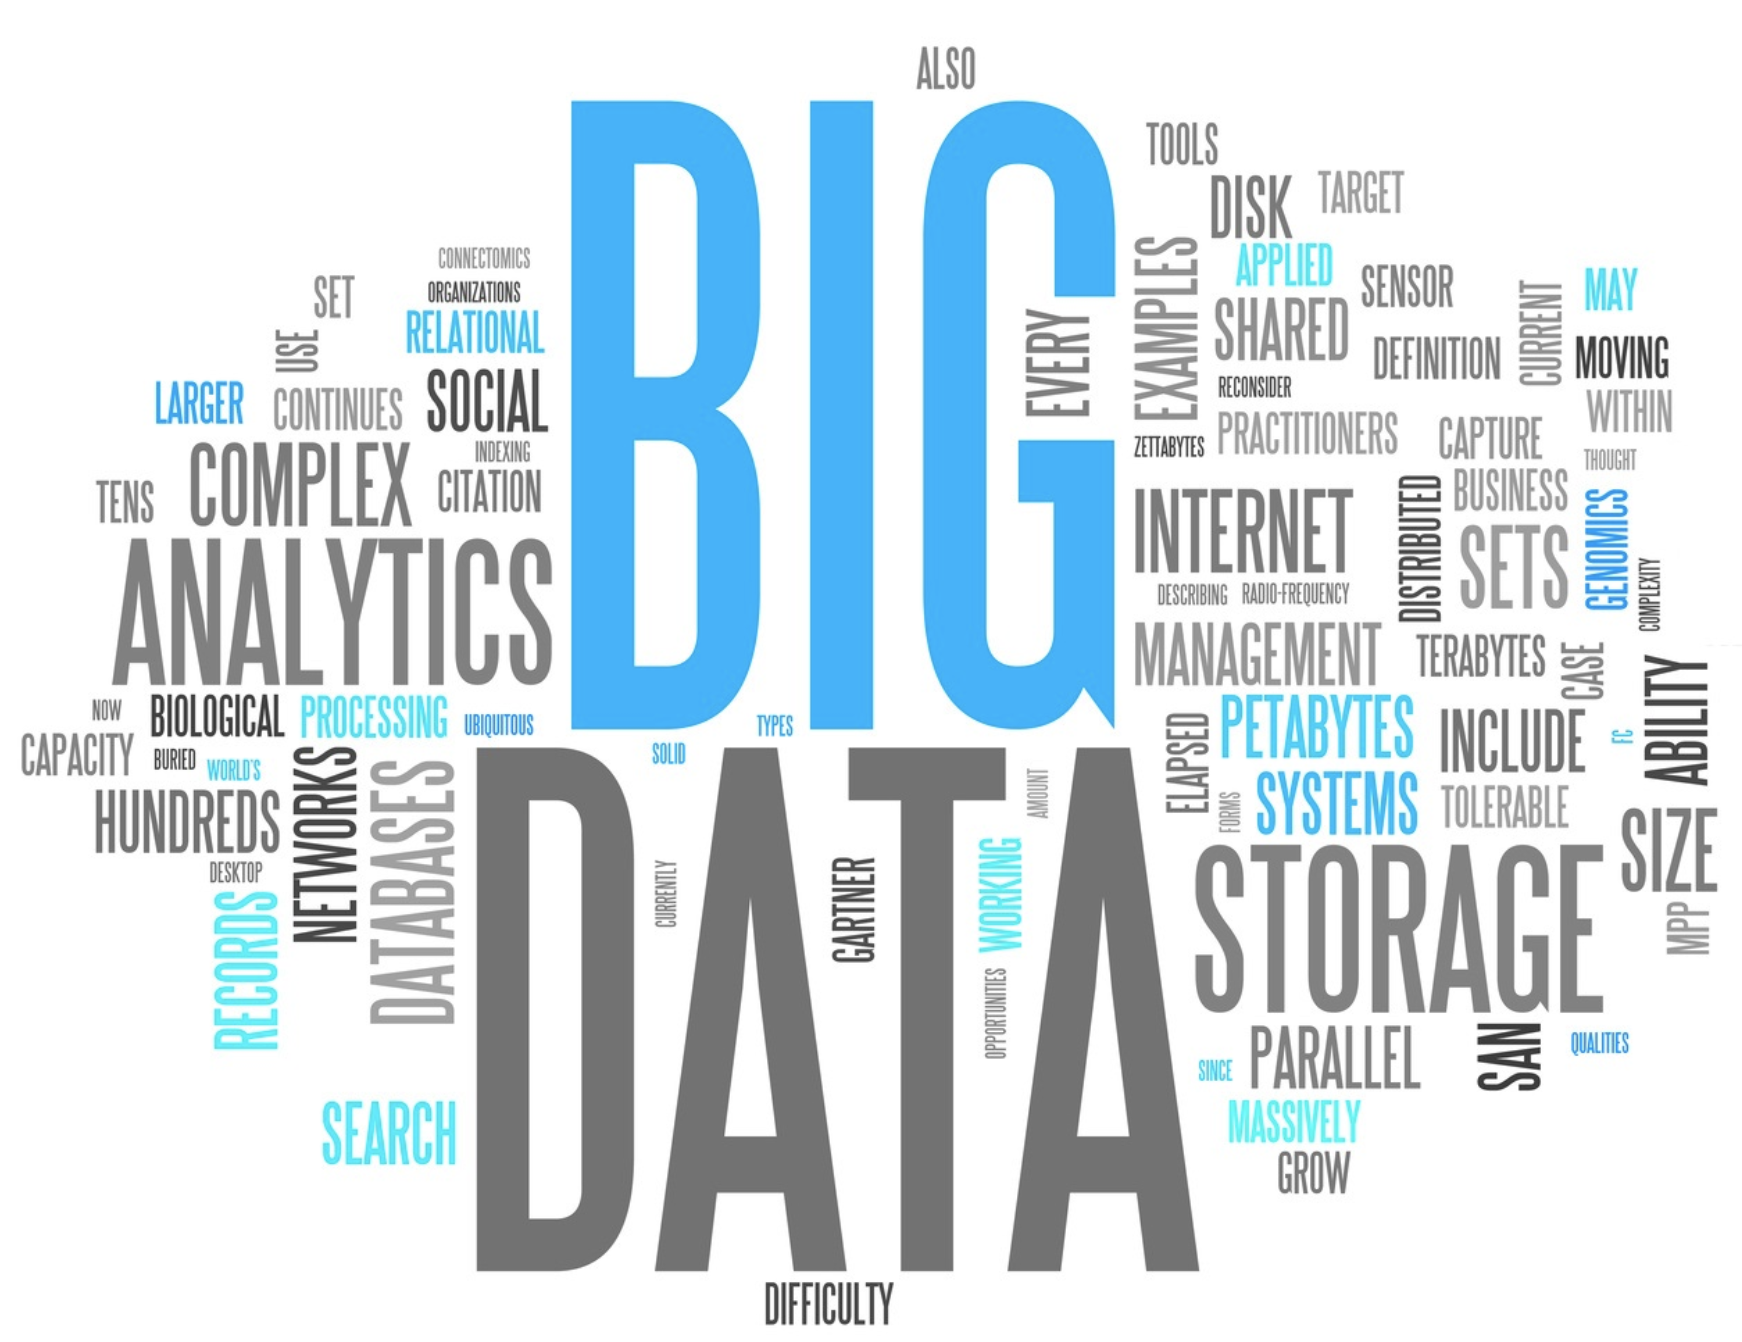 ALSO
BIG
TOOLS
DISK
TARGET
APPLIED
EXAMPLES
SENSOR
SHARED
CURRENT
MAY
EVERY
DEFINITION
MOVING
RECONSIDER
WITHIN
ZETTABYTES
PRACTITIONERS
CAPTURE
THOUGHT
CONNECTOMICS
SET
ORGANIZATIONS
USE
RELATIONAL
LARGER
CONTINUES
SOCIAL
INDEXING
COMPLEX
CITATION
TENS
ANALYTICS
INTERNET
DISTRIBUTED
BUSINESS
SETS
GENOMICS
COMPLEXITY
DESCRIBING
RADIO-FREQUENCY
MANAGEMENT
TERABYTES
CASE
ABILITY
NOW
BIOLOGICAL
PROCESSING
UBIQUITOUS
TYPES
SOLID
CAPACITY
BURIED
WORLD'S
ELAPSED
PETABYTES
INCLUDE
FC
HUNDREDS
NETWORKS
DATABASES
DATA
AMOUNT
FORMS
SYSTEMS
TOLERABLE
SIZE
DESKTOP
RECORDS
CURRENTLY
GARTNER
WORKING
OPPORTUNITIES
STORAGE
MPP
SINCE
PARALLEL
SAN
QUALITIES
SEARCH
MASSIVELY
GROW
DIFFICULTY